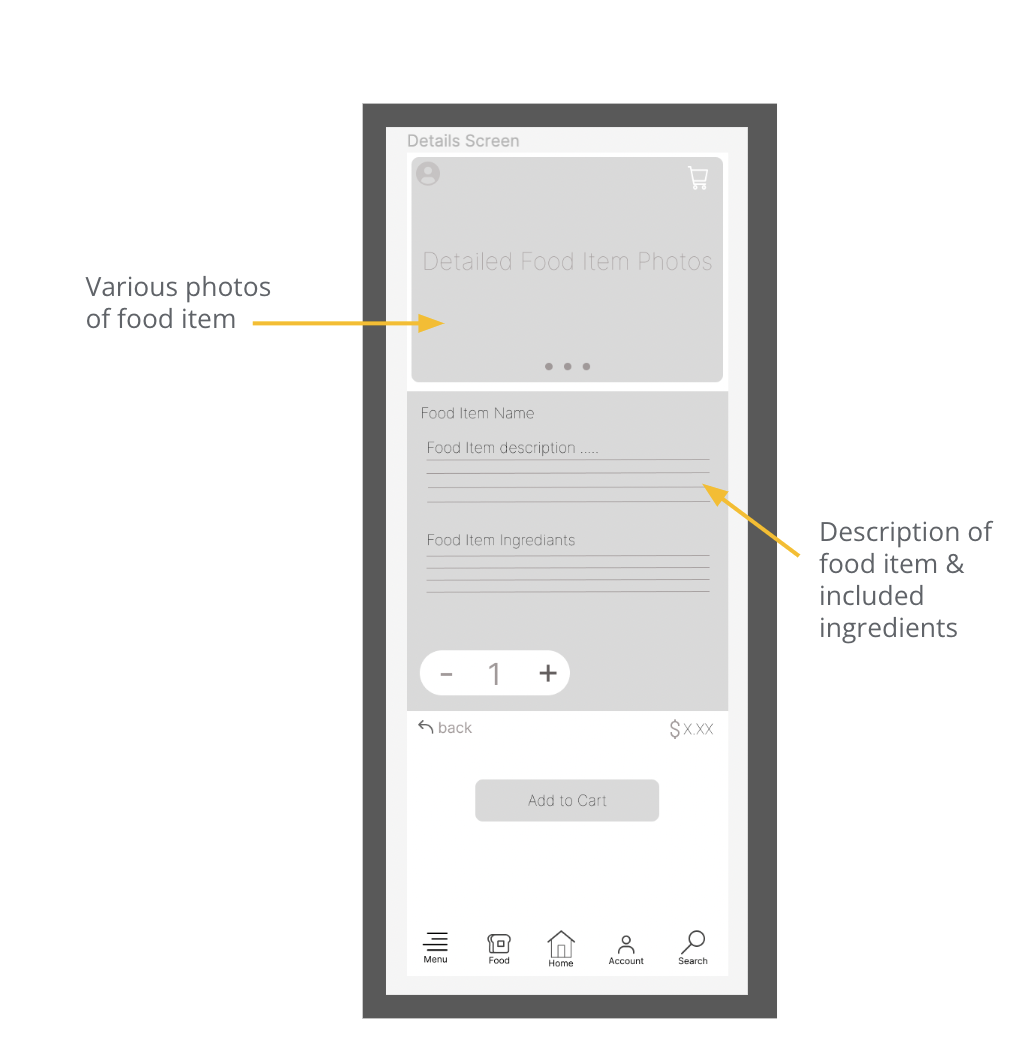 Details Screen
Detailed Food Item Photos
Various photos
of food item
Food Item Name
Food Item description .....
Description of
food item &
included
ingredients
Food Item Ingrediants
- 1 +
back
$X.XX
Add to Cart
Menu
Food
Home
Account
Search